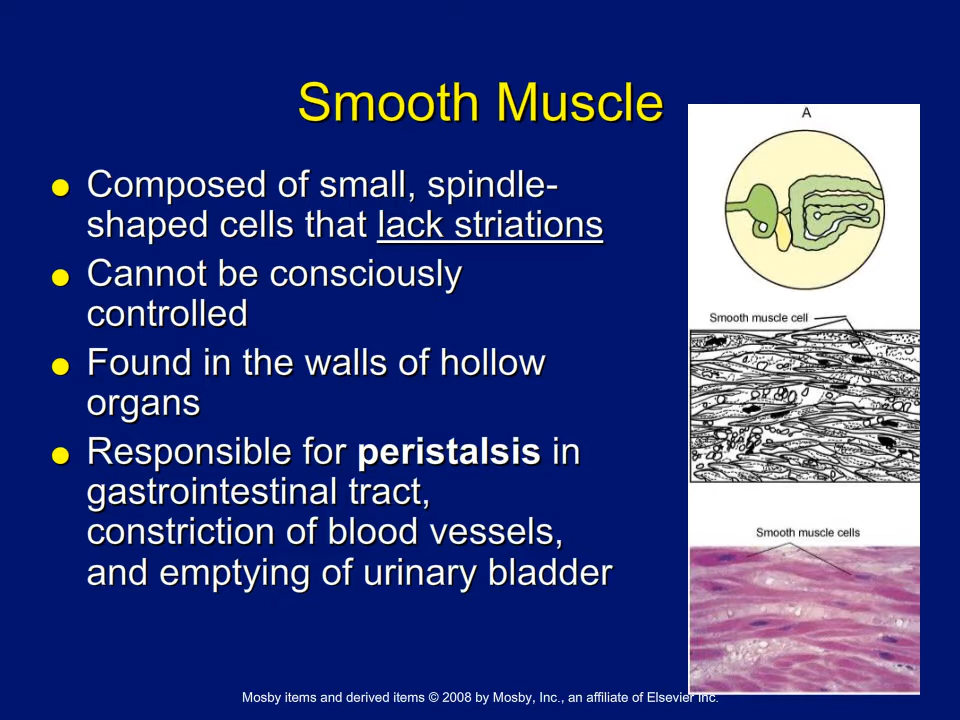 Smooth Muscle
A
● Composed of small, spindle-
shaped cells that lack striations
● Cannot be consciously
controlled
● Found in the walls of hollow
organs
● Responsible for peristalsis in
gastrointestinal tract,
constriction of blood vessels,
and emptying of urinary bladder
Smooth muscle cell
Smooth muscle cells
Mosby items and derived items © 2008 by Mosby, Inc., an affiliate of Elsevier Inc.